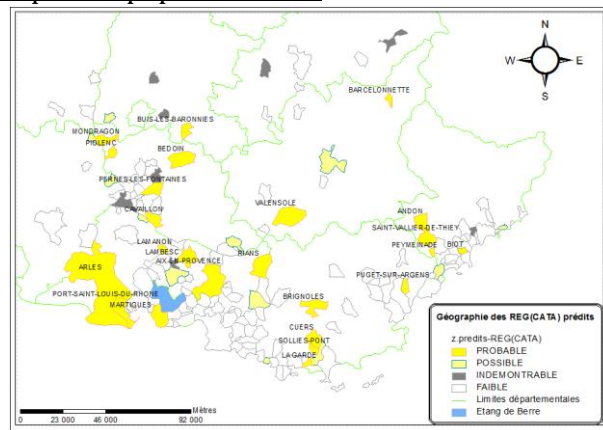 N
W E
S
BARCELONNETTE
BUIS-LES-BARONNIES
MONDRAGON
PIOLENC
BEDOIN
PERNES-LES-FONTAINES
CAVAILLON
VALENSOLE
ANDON
SAINT-VALLIER-DE-THIEY
PEYMEINADE BIOT
LAMANON
LAMBESC
AIX-EN-PROVENCE
RIANS
ARLES
PUGET-SUR-ARGENS
PORT-SAINT-LOUIS-DU-RHONE
MARTIGUES
BRIGNOLES
CUERS
SOLLIES-PONT
LA GARDE
Géographie des REG(CATA) prédits
z.predits-REG(CATA)
PROBABLE
POSSIBLE
INDEMONTRABLE
FAIBLE
Limites départementales
Etang de Berre
Mètres
0 23 000 46 000 92 000